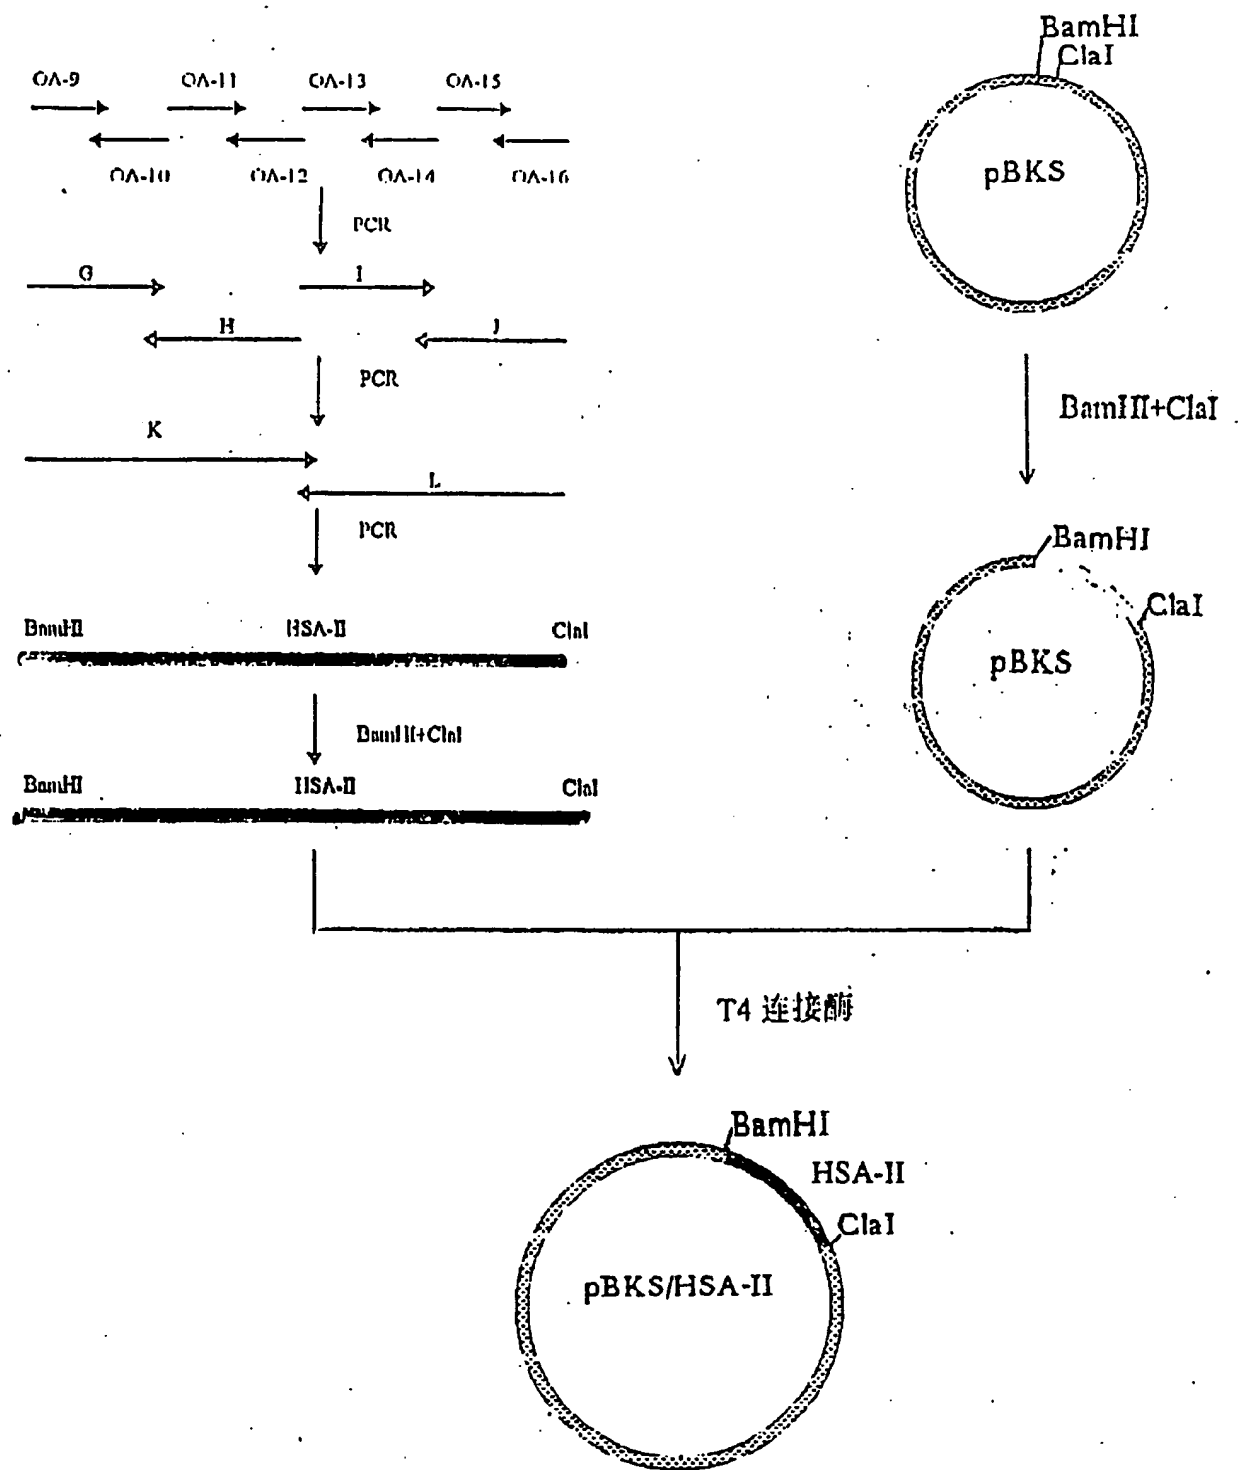 OA-9
OA-11
OA-13
OA-15
OA-10
OA-12
OA-14
OA-16
PCR
G
I
H
J
PCR
K
L
PCR
BamHI
HSA-II
ClaI
BamHI+ClaI
BamHI
HSA-II
ClaI
BamHI
ClaI
pBKS
BamHI+ClaI
BamHI
ClaI
pBKS
T4 连接酶
BamHI
HSA-II
ClaI
pBKS/HSA-II